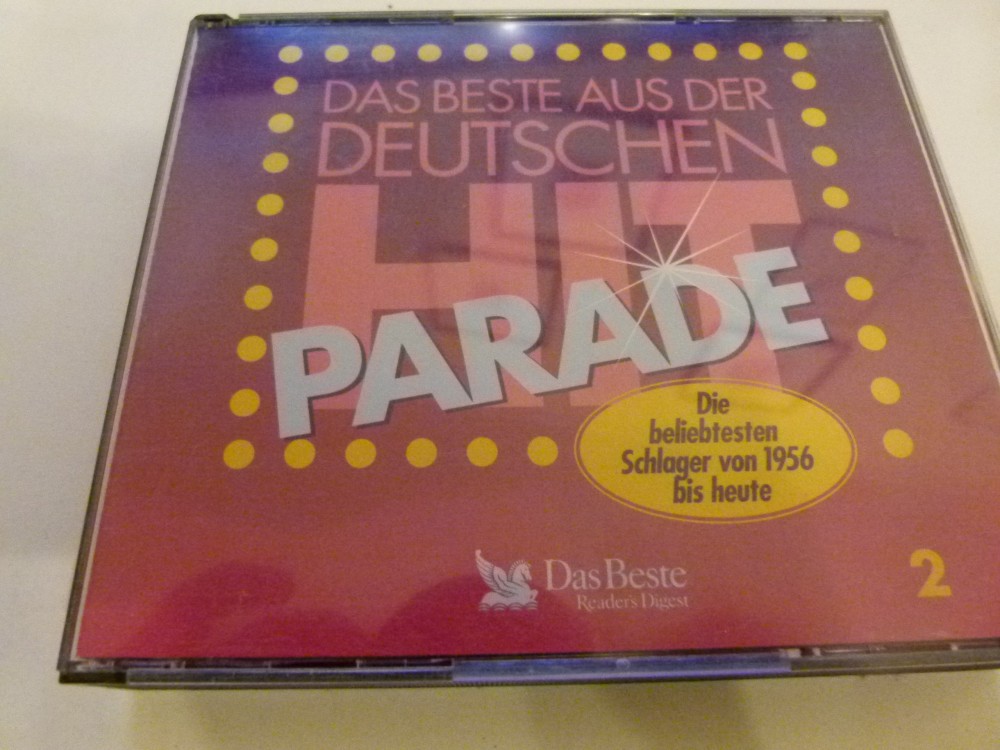 DAS BESTE AUS DER
DEUTSCHEN
HIT
PARADE
Die
beliebtesten
Schlager von 1956
bis heute
Das Beste
Reader's Digest
2